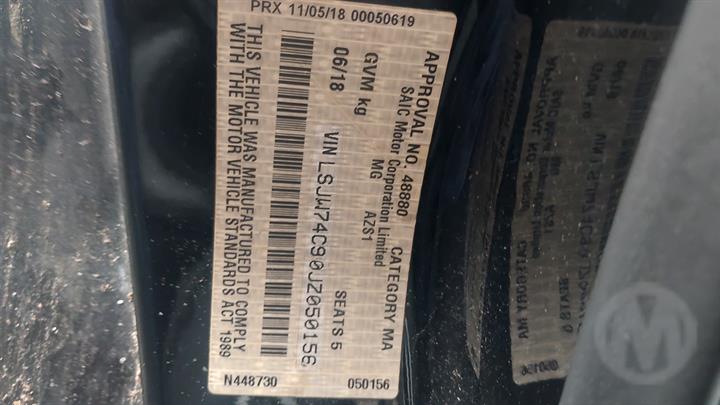 PRX 11/05/18 00050619
APPROVAL NO. 48880 CATEGORY MA
SAIC Motor Corporation Limited
MG AZS1
GVM kg
06/18 SEATS 5
VIN LSJW74C90JZ050156
THIS VEHICLE WAS MANUFACTURED TO COMPLY
WITH THE MOTOR VEHICLE STANDARDS ACT 1989
N448730 050156